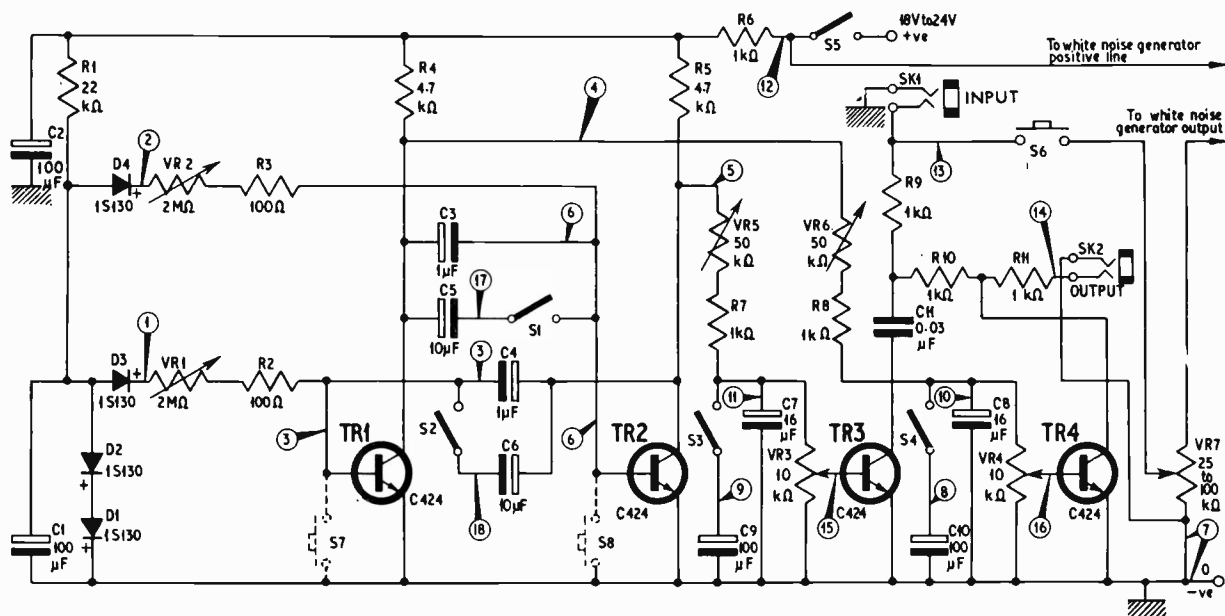 R6
1kΩ
12
S5
18V to 24V
+ve
To white noise generator
positive line
R1
22
kΩ
R4
4.7
kΩ
R5
4.7
kΩ
4
SK1
INPUT
To white noise
generator output
C2
100
µF
2
D4
+
1S130
VR2
2MΩ
R3
100Ω
5
13
S6
C3
1µF
6
VR5
50
kΩ
VR6
50
kΩ
R9
1kΩ
14
SK2
OUTPUT
R10
1kΩ
R11
1kΩ
C5
10µF
17
S1
R7
1kΩ
R8
1kΩ
C11
0.03
µF
1
D3
+
1S130
VR1
2MΩ
R2
100Ω
3
C4
1µF
3
TR1
C424
S2
C6
10µF
18
6
TR2
C424
S3
11
C7
16
µF
VR3
10
kΩ
TR3
C424
15
S4
10
C8
16
µF
VR4
10
kΩ
TR4
C424
16
VR7
25
to
100
kΩ
D2
1S130
+
D1
1S130
+
C1
100
µF
S7
S8
9
C9
100
µF
8
C10
100
µF
7
0
-ve